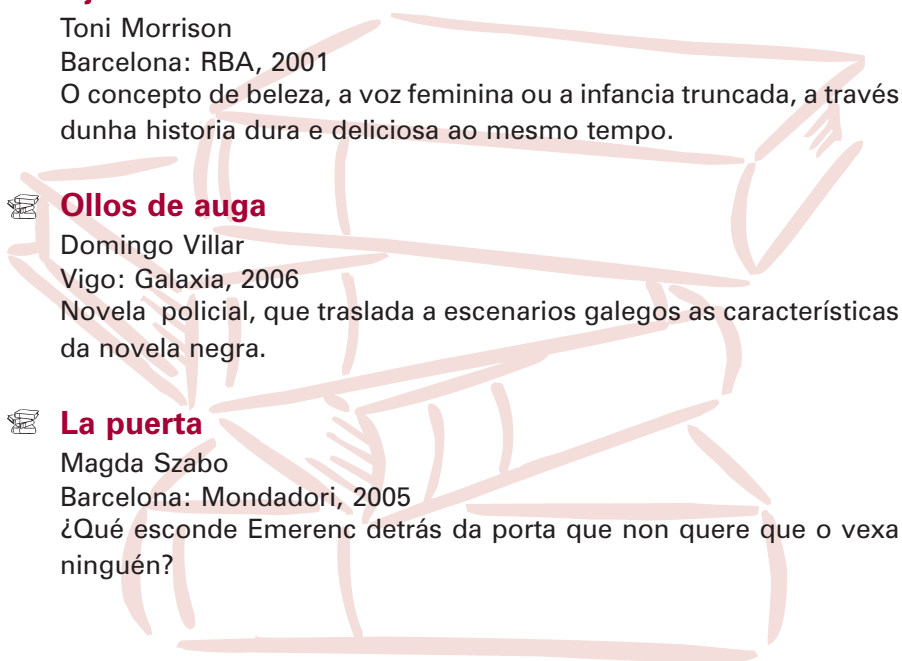 Toni Morrison
Barcelona: RBA, 2001
O concepto de beleza, a voz feminina ou a infancia truncada, a través
dunha historia dura e deliciosa ao mesmo tempo.
Ollos de auga
Domingo Villar
Vigo: Galaxia, 2006
Novela policial, que traslada a escenarios galegos as características
da novela negra.
La puerta
Magda Szabo
Barcelona: Mondadori, 2005
¿Qué esconde Emerenc detrás da porta que non quere que o vexa
ninguén?